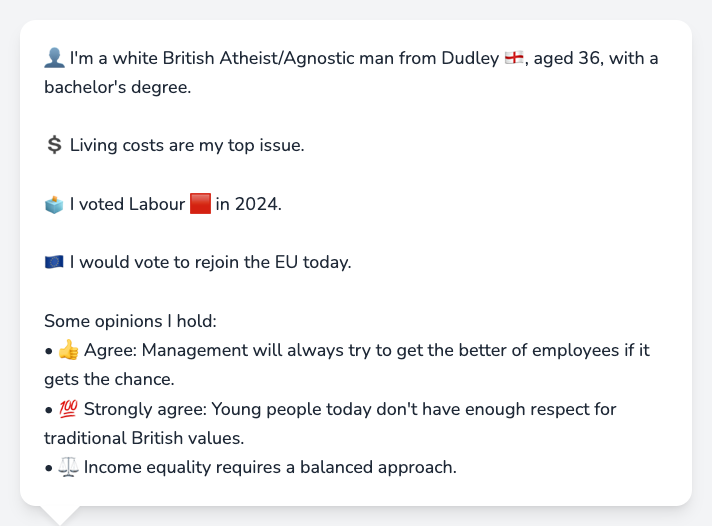 👤 I'm a white British Atheist/Agnostic man from Dudley 🏴󠁧󠁢󠁥󠁮󠁧󠁿, aged 36, with a
bachelor's degree.
💲 Living costs are my top issue.
🗳️ I voted Labour 🟥 in 2024.
🇪🇺 I would vote to rejoin the EU today.
Some opinions I hold:
• 👍 Agree: Management will always try to get the better of employees if it
gets the chance.
• 💯 Strongly agree: Young people today don't have enough respect for
traditional British values.
• ⚖️ Income equality requires a balanced approach.